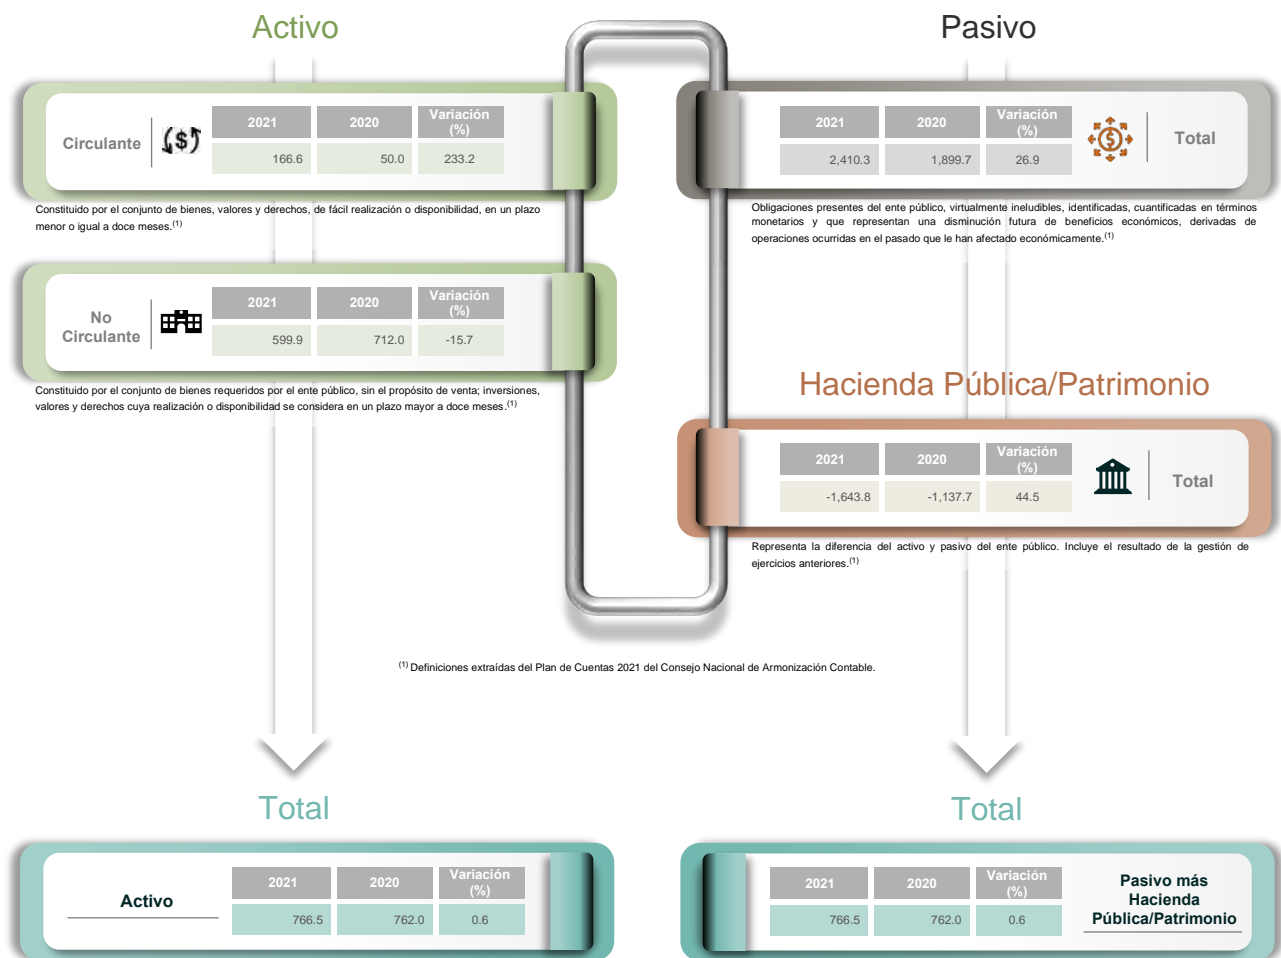 Activo
Circulante
2021 2020 Variación
(%)
166.6 50.0 233.2
Constituido por el conjunto de bienes, valores y derechos, de fácil realización o disponibilidad, en un plazo
menor o igual a doce meses.(1)
No
Circulante
2021 2020 Variación
(%)
599.9 712.0 -15.7
Constituido por el conjunto de bienes requeridos por el ente público, sin el propósito de venta; inversiones,
valores y derechos cuya realización o disponibilidad se considera en un plazo mayor a doce meses.(1)
Pasivo
2021 2020 Variación
(%)
2,410.3 1,899.7 26.9
Total
Obligaciones presentes del ente público, virtualmente ineludibles, identificadas, cuantificadas en términos
monetarios y que representan una disminución futura de beneficios económicos, derivadas de
operaciones ocurridas en el pasado que le han afectado económicamente.(1)
Hacienda Pública/Patrimonio
2021 2020 Variación
(%)
-1,643.8 -1,137.7 44.5
Total
Representa la diferencia del activo y pasivo del ente público. Incluye el resultado de la gestión de
ejercicios anteriores.(1)
(1) Definiciones extraídas del Plan de Cuentas 2021 del Consejo Nacional de Armonización Contable.
Total
Activo
2021 2020 Variación
(%)
766.5 762.0 0.6
Total
2021 2020 Variación
(%)
766.5 762.0 0.6
Pasivo más
Hacienda
Pública/Patrimonio